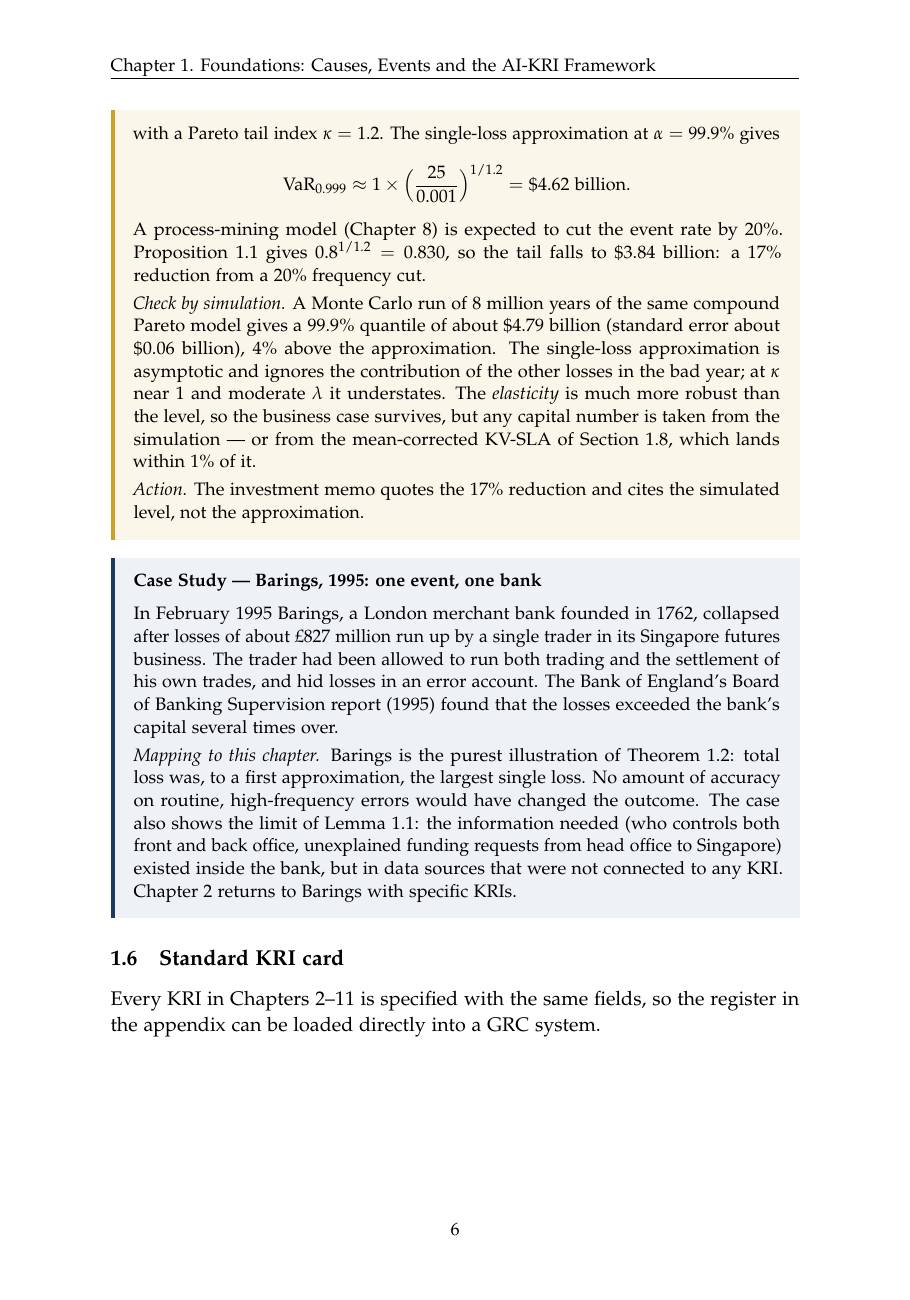 Chapter 1. Foundations: Causes, Events and the AI-KRI Framework
with a Pareto tail index κ = 1.2. The single-loss approximation at α = 99.9% gives
VaR0.999 ≈ 1 × (25/0.001)^1/1.2 = $4.62 billion.
A process-mining model (Chapter 8) is expected to cut the event rate by 20%.
Proposition 1.1 gives 0.8^1/1.2 = 0.830, so the tail falls to $3.84 billion: a 17%
reduction from a 20% frequency cut.
Check by simulation. A Monte Carlo run of 8 million years of the same compound
Pareto model gives a 99.9% quantile of about $4.79 billion (standard error about
$0.06 billion), 4% above the approximation. The single-loss approximation is
asymptotic and ignores the contribution of the other losses in the bad year; at κ
near 1 and moderate λ it understates. The elasticity is much more robust than
the level, so the business case survives, but any capital number is taken from the
simulation — or from the mean-corrected KV-SLA of Section 1.8, which lands
within 1% of it.
Action. The investment memo quotes the 17% reduction and cites the simulated
level, not the approximation.
Case Study — Barings, 1995: one event, one bank
In February 1995 Barings, a London merchant bank founded in 1762, collapsed
after losses of about £827 million run up by a single trader in its Singapore futures
business. The trader had been allowed to run both trading and the settlement of
his own trades, and hid losses in an error account. The Bank of England's Board
of Banking Supervision report (1995) found that the losses exceeded the bank's
capital several times over.
Mapping to this chapter. Barings is the purest illustration of Theorem 1.2: total
loss was, to a first approximation, the largest single loss. No amount of accuracy
on routine, high-frequency errors would have changed the outcome. The case
also shows the limit of Lemma 1.1: the information needed (who controls both
front and back office, unexplained funding requests from head office to Singapore)
existed inside the bank, but in data sources that were not connected to any KRI.
Chapter 2 returns to Barings with specific KRIs.
1.6 Standard KRI card
Every KRI in Chapters 2–11 is specified with the same fields, so the register in
the appendix can be loaded directly into a GRC system.
6